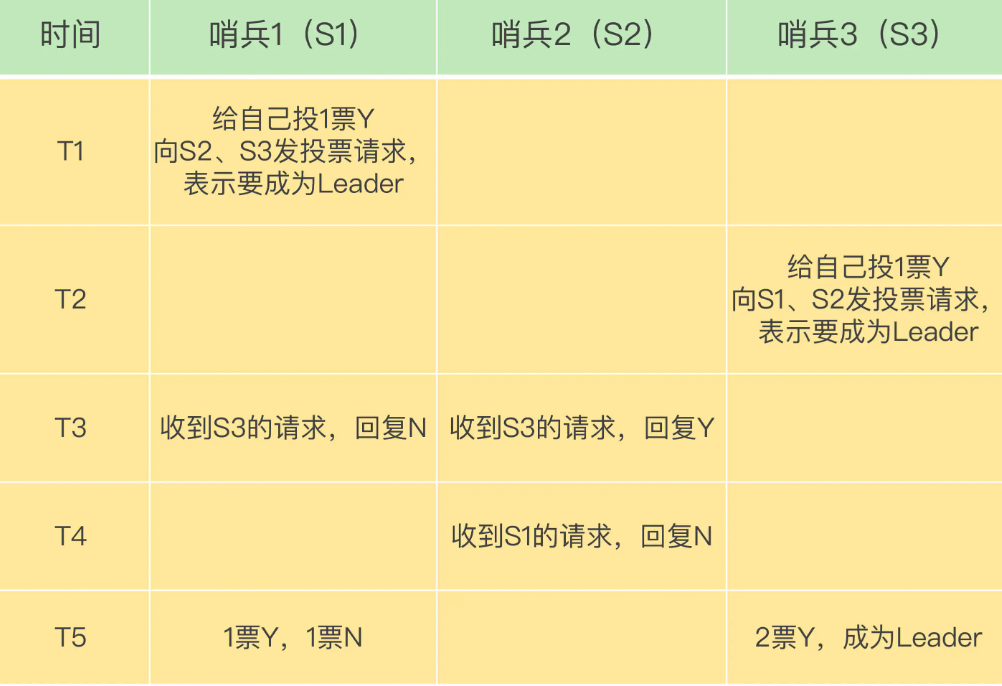 时间 哨兵1（S1） 哨兵2（S2） 哨兵3（S3）
T1
给自己投1票Y
向S2、S3发投票请求，
表示要成为Leader
T2
给自己投1票Y
向S1、S2发投票请求，
表示要成为Leader
T3 收到S3的请求，回复N 收到S3的请求，回复Y
T4 收到S1的请求，回复N
T5 1票Y，1票N 2票Y，成为Leader